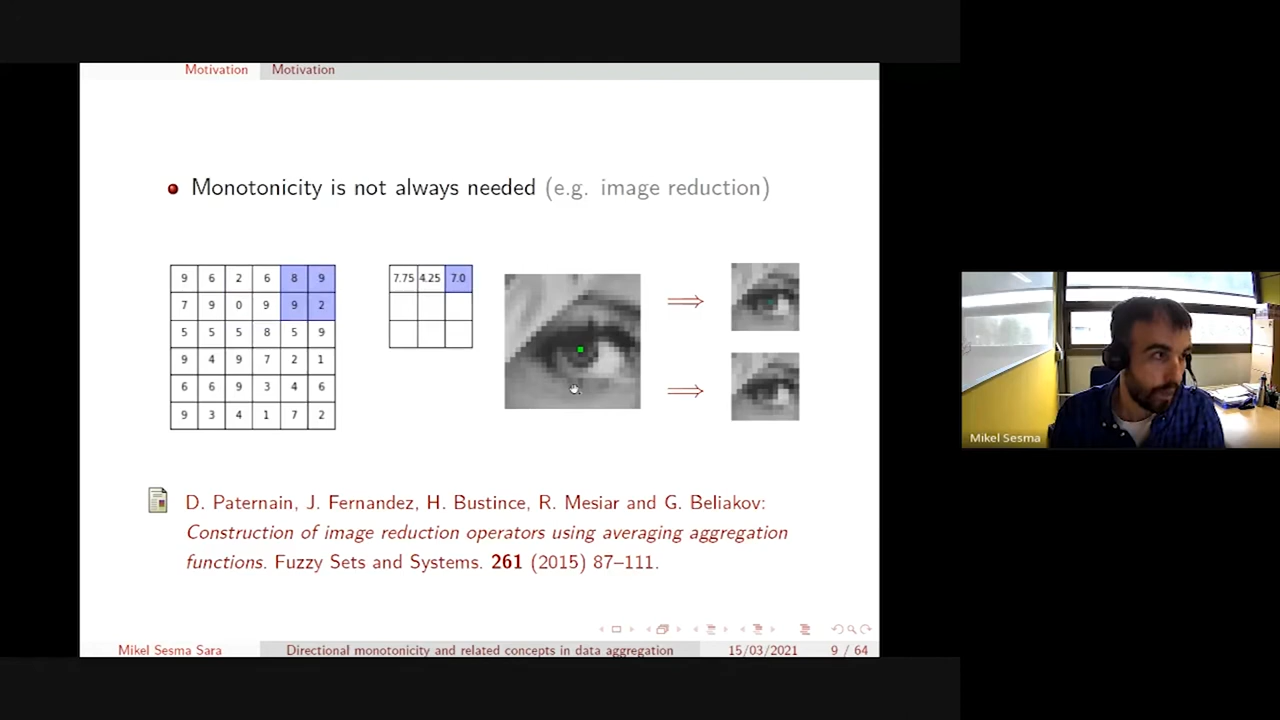 Motivation Motivation
Monotonicity is not always needed (e.g. image reduction)
9 6 2 6 8 9
7 9 0 9 9 2
5 5 5 8 5 9
9 4 9 7 2 1
6 6 9 3 4 6
9 3 4 1 7 2
7.75 4.25 7.0
D. Paternain, J. Fernandez, H. Bustince, R. Mesiar and G. Beliakov:
Construction of image reduction operators using averaging aggregation
functions. Fuzzy Sets and Systems. 261 (2015) 87–111.
Mikel Sesma Sara Directional monotonicity and related concepts in data aggregation 15/03/2021 9 / 64
Mikel Sesma